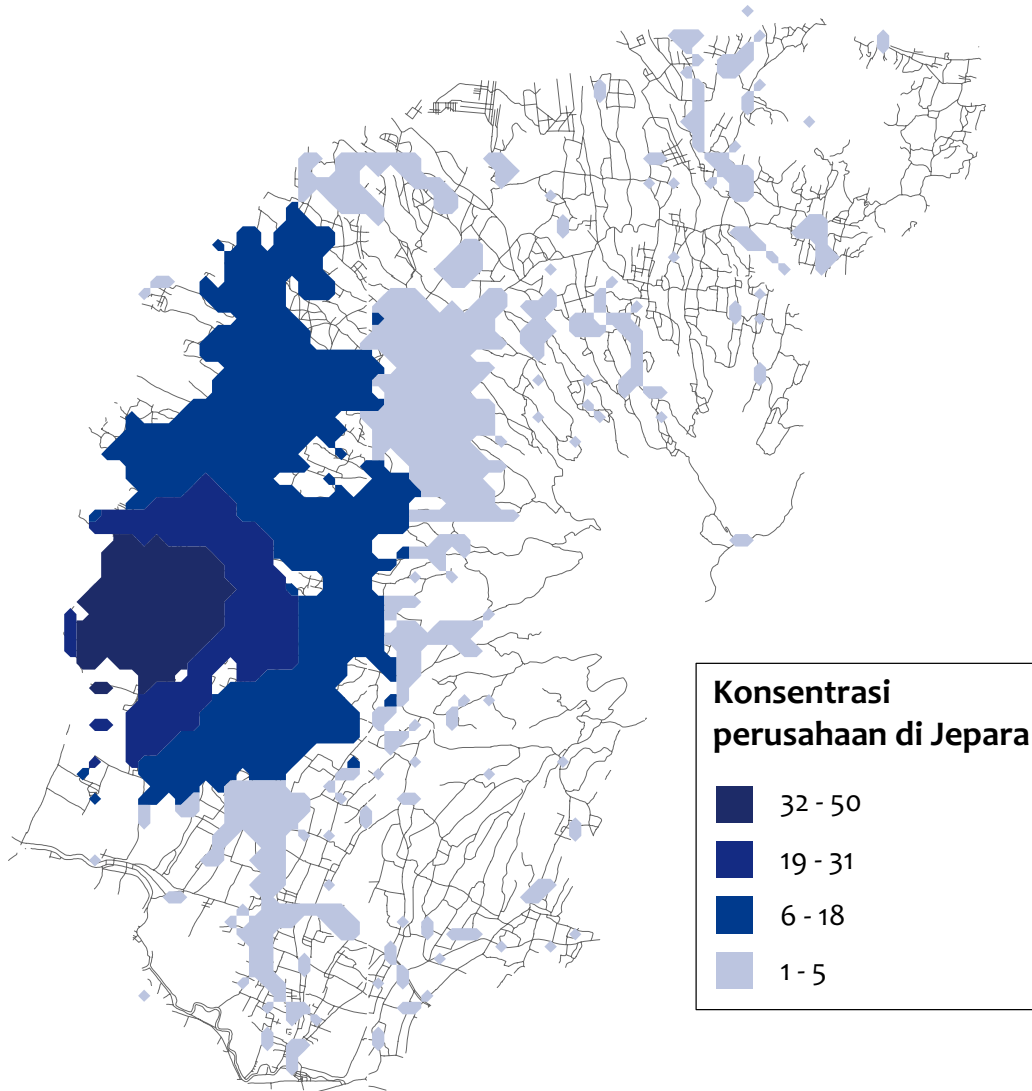 Konsentrasi
perusahaan di Jepara
32 - 50
19 - 31
6 - 18
1 - 5